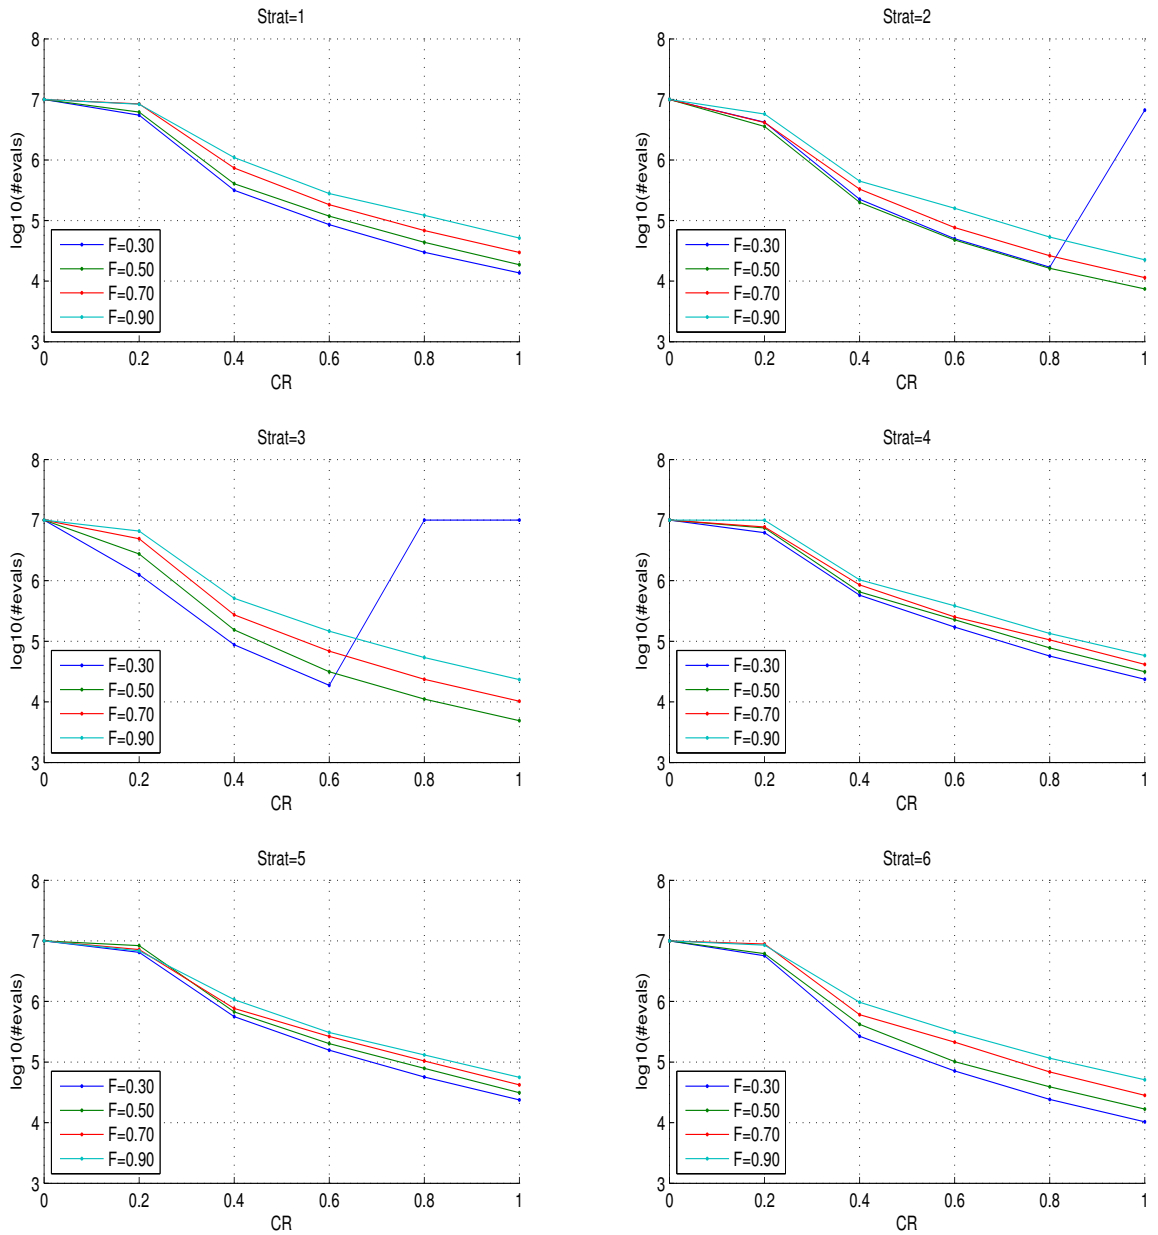 Strat=1
8
7
6
5
4
3
log10(#evals)
F=0.30
F=0.50
F=0.70
F=0.90
0 0.2 0.4 0.6 0.8 1
CR
Strat=2
8
7
6
5
4
3
log10(#evals)
F=0.30
F=0.50
F=0.70
F=0.90
0 0.2 0.4 0.6 0.8 1
CR
Strat=3
8
7
6
5
4
3
log10(#evals)
F=0.30
F=0.50
F=0.70
F=0.90
0 0.2 0.4 0.6 0.8 1
CR
Strat=4
8
7
6
5
4
3
log10(#evals)
F=0.30
F=0.50
F=0.70
F=0.90
0 0.2 0.4 0.6 0.8 1
CR
Strat=5
8
7
6
5
4
3
log10(#evals)
F=0.30
F=0.50
F=0.70
F=0.90
0 0.2 0.4 0.6 0.8 1
CR
Strat=6
8
7
6
5
4
3
log10(#evals)
F=0.30
F=0.50
F=0.70
F=0.90
0 0.2 0.4 0.6 0.8 1
CR